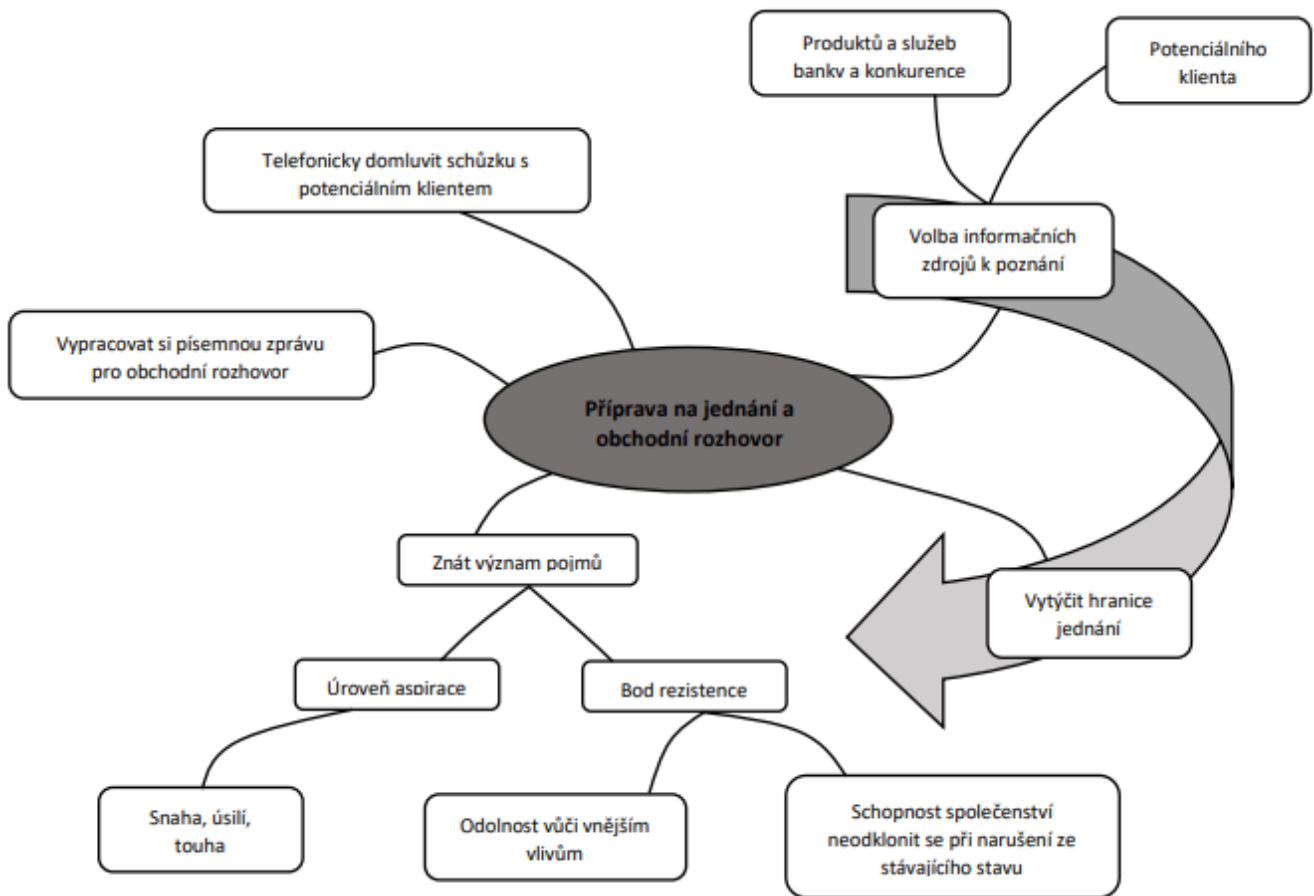 Produktů a služeb
banky a konkurence
Potenciálního
klienta
Telefonicky domluvit schůzku s
potenciálním klientem
Volba informačních
zdrojů k poznání
Vypracovat si písemnou zprávu
pro obchodní rozhovor
Příprava na jednání a
obchodní rozhovor
Znát význam pojmů
Vytýčit hranice
jednání
Úroveň aspirace
Bod rezistence
Snaha, úsilí,
touha
Odolnost vůči vnějším
vlivům
Schopnost společenství
neodklonit se při narušení ze
stávajícího stavu